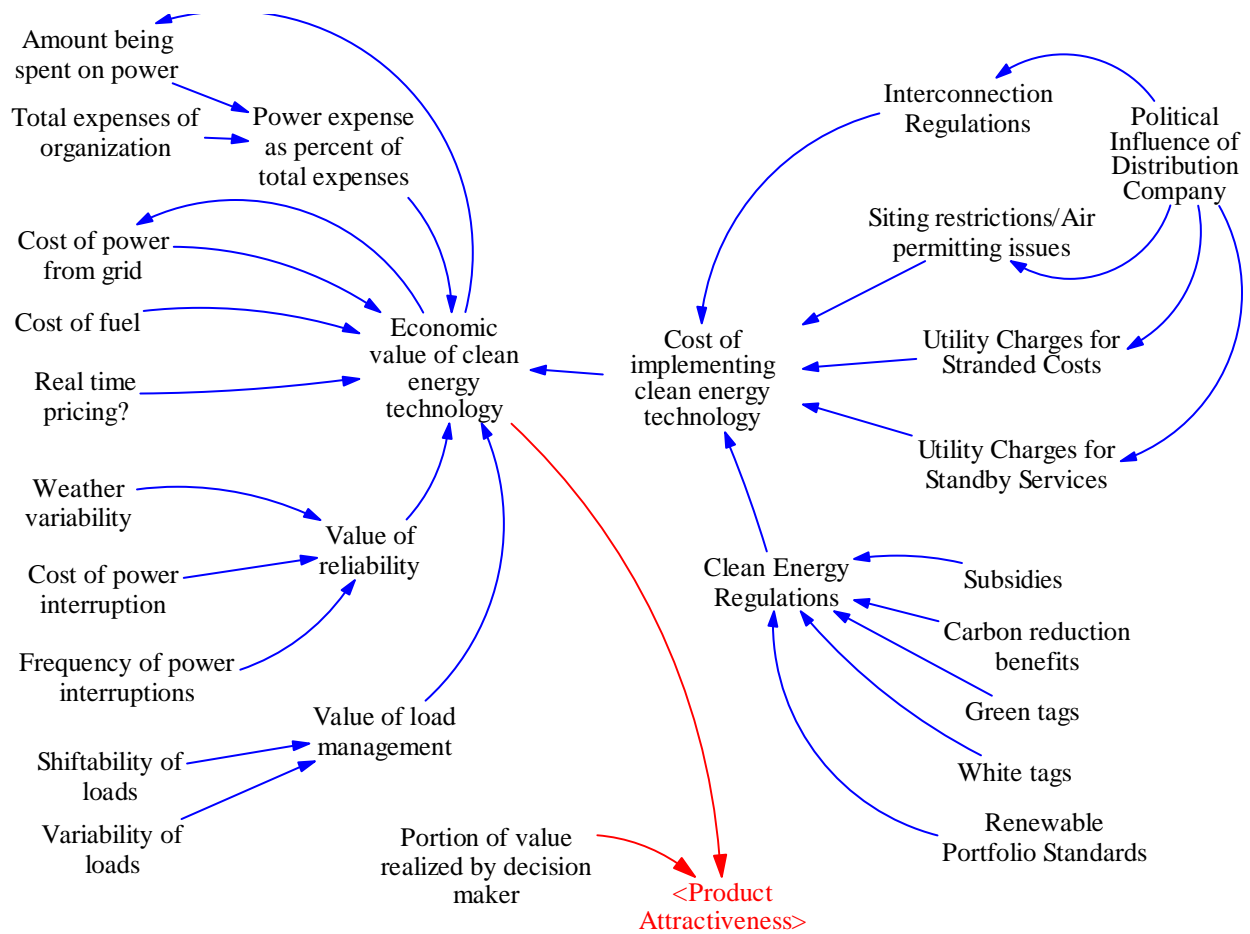 Amount being
spent on power
Total expenses of
organization
Power expense
as percent of
total expenses
Cost of power
from grid
Cost of fuel
Real time
pricing?
Economic
value of clean
energy
technology
Weather
variability
Value of
reliability
Cost of power
interruption
Frequency of power
interruptions
Value of load
management
Shiftability of
loads
Variability of
loads
Portion of value
realized by decision
maker
<Product
Attractiveness>
Interconnection
Regulations
Political
Influence of
Distribution
Company
Siting restrictions/Air
permitting issues
Cost of
implementing
clean energy
technology
Utility Charges for
Stranded Costs
Utility Charges for
Standby Services
Clean Energy
Regulations
Subsidies
Carbon reduction
benefits
Green tags
White tags
Renewable
Portfolio Standards